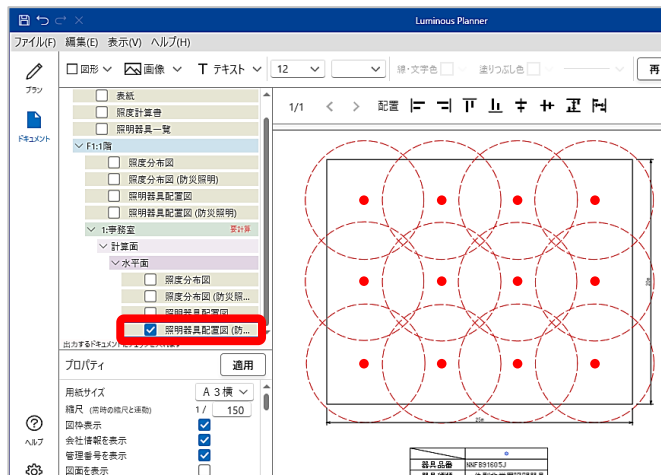 Luminous Planner
ファイル(F) 編集(E) 表示(V) ヘルプ(H)
プラン
ドキュメント
図形 画像 T テキスト 12 線・文字色 塗りつぶし色 再
表紙
照度計算書
照明器具一覧
F1:1階
照度分布図
照度分布図 (防災照明)
照明器具配置図
照明器具配置図 (防災照明)
1:事務室 要計算
計算面
水平面
照度分布図
照度分布図 (防災照...
照明器具配置図
照明器具配置図 (防...
プロパティ 適用
用紙サイズ A 3 横
縮尺 (常時の縮尺と連動) 1 / 150
図枠表示
会社情報を表示
管理番号を表示
図面を表示
ヘルプ
1/1 配置
器具品番 NNFB91605J